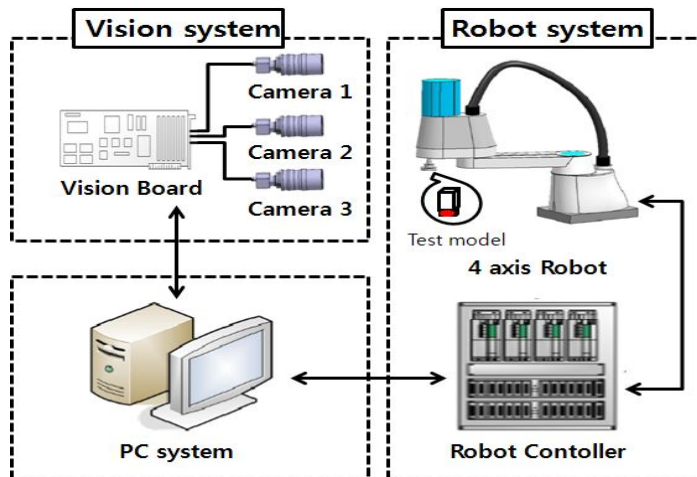 Vision system
Robot system
Camera 1
Camera 2
Vision Board
Camera 3
Test model
4 axis Robot
PC system
Robot Contoller